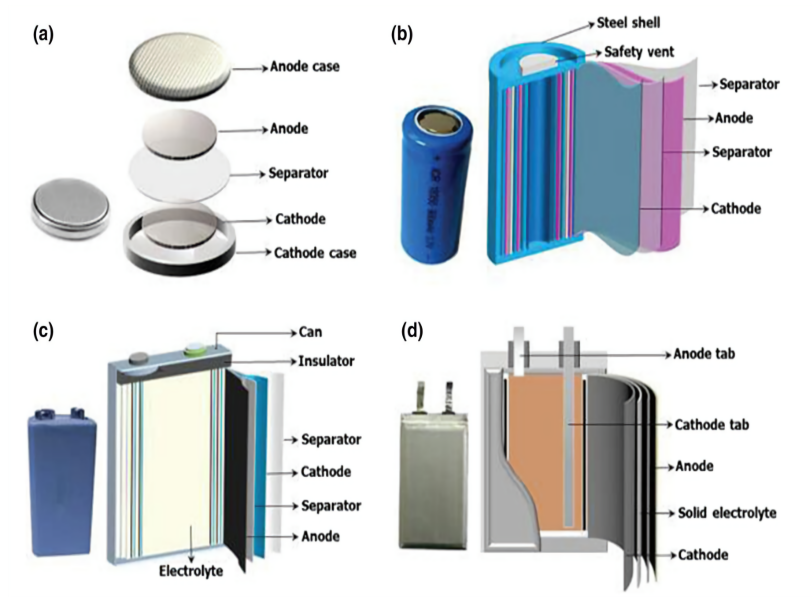 (a)
Anode case
Anode
Separator
Cathode
Cathode case
(b)
Steel shell
Safety vent
Separator
Anode
Separator
Cathode
(c)
Can
Insulator
Separator
Cathode
Separator
Anode
Electrolyte
(d)
Anode tab
Cathode tab
Anode
Solid electrolyte
Cathode